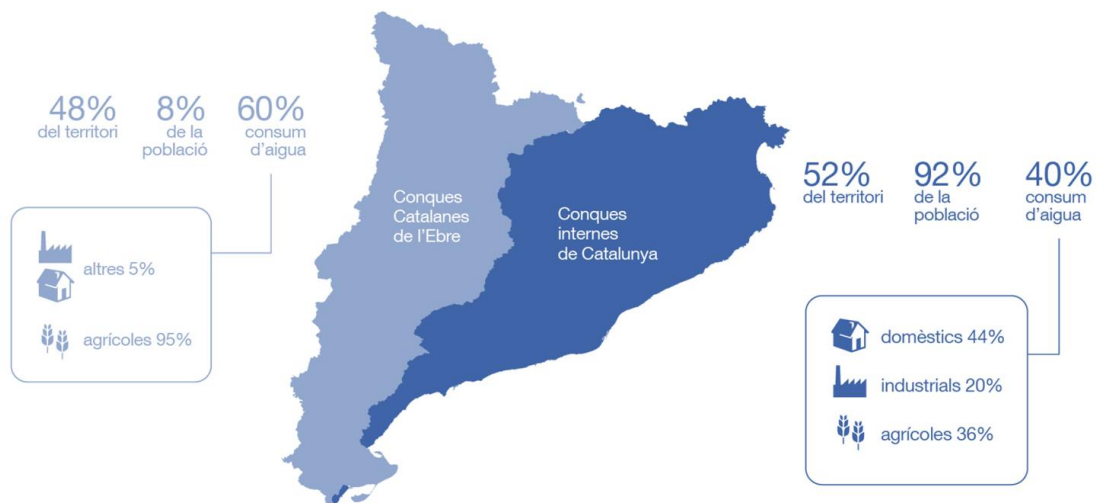 48%
del territori
8%
de la
població
60%
consum
d’aigua
altres 5%
agrícoles 95%
Conques
Catalanes
de l’Ebre
Conques
internes
de Catalunya
52%
del territori
92%
de la
població
40%
consum
d’aigua
domèstics 44%
industrials 20%
agrícoles 36%